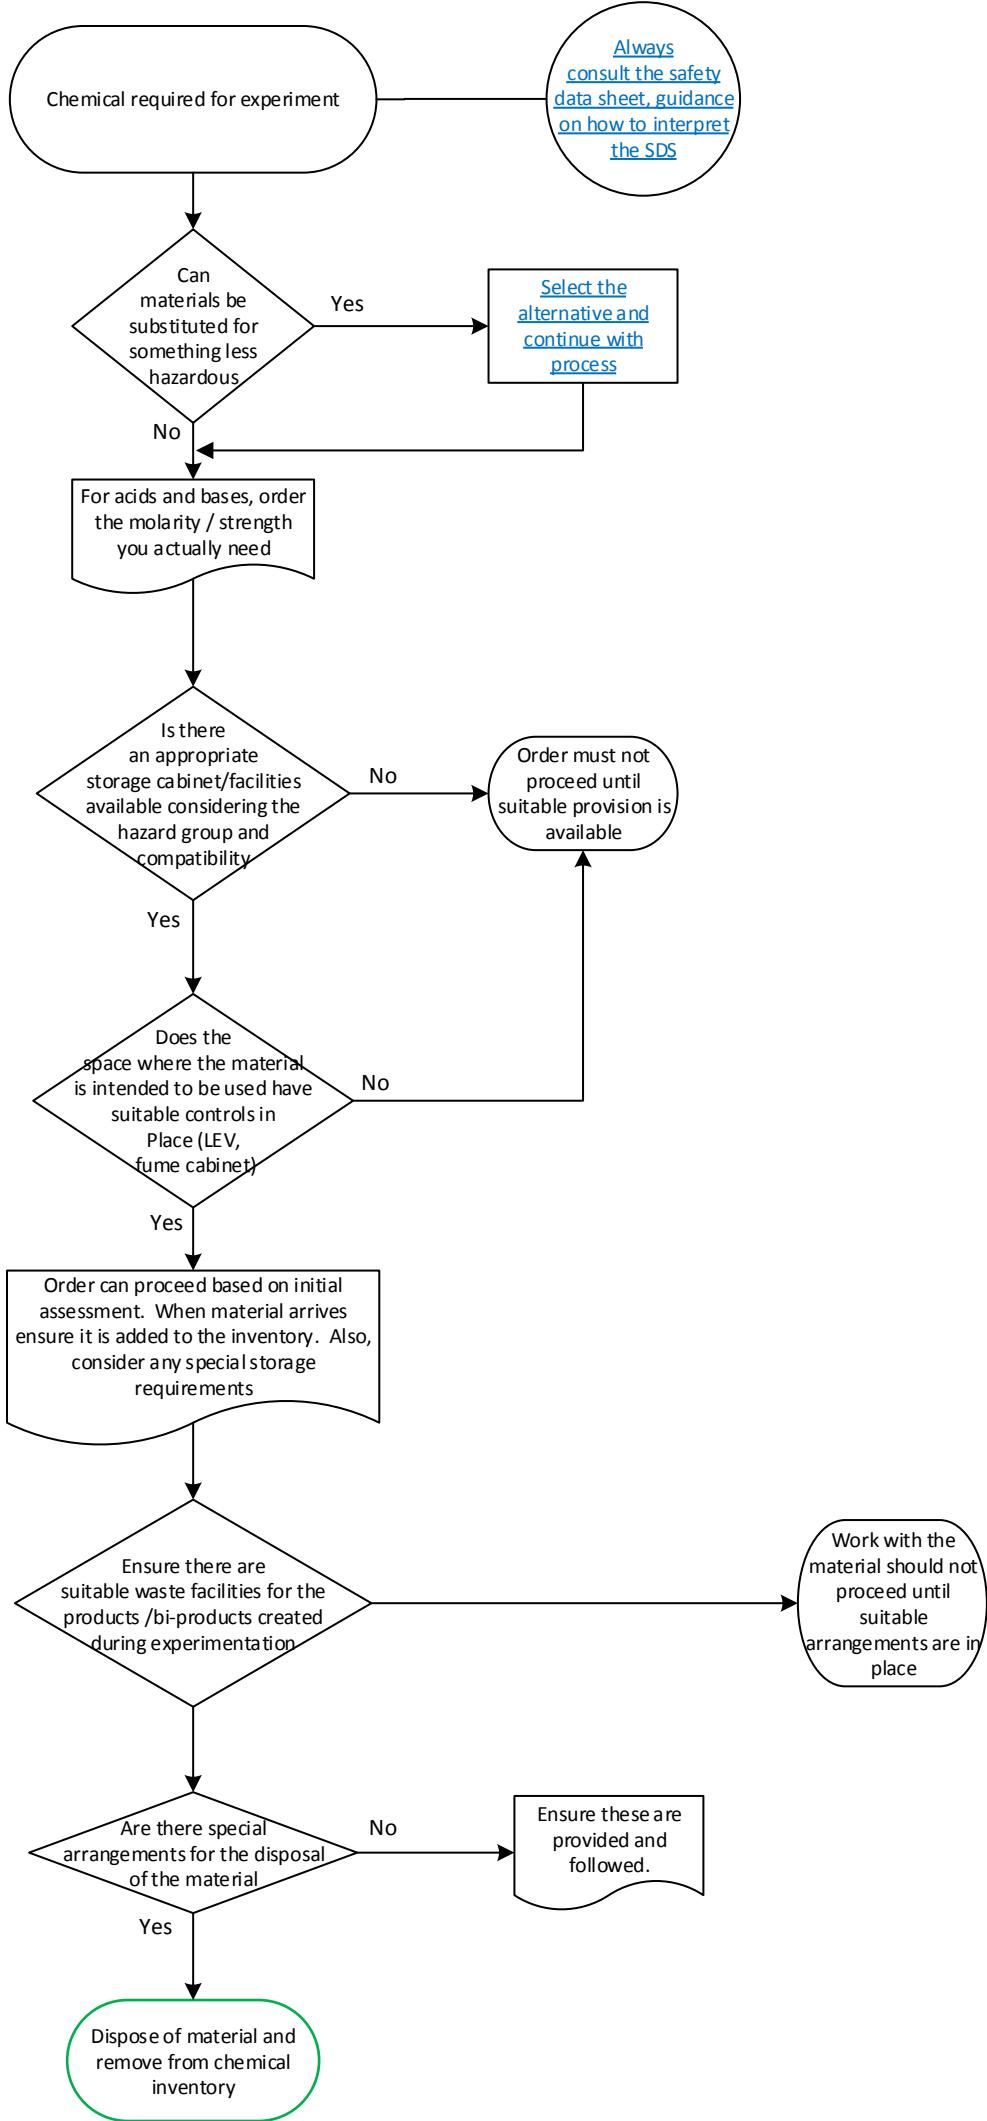 Chemical required for experiment
Always
consult the safety
data sheet, guidance
on how to interpret
the SDS
Can
materials be
substituted for
something less
hazardous
Yes
Select the
alternative and
continue with
process
No
For acids and bases, order
the molarity / strength
you actually need
Is there
an appropriate
storage cabinet/facilities
available considering the
hazard group and
compatibility
No
Order must not
proceed until
suitable provision is
available
Yes
Does the
space where the material
is intended to be used have
suitable controls in
Place (LEV,
fume cabinet)
No
Yes
Order can proceed based on initial
assessment.  When material arrives
ensure it is added to the inventory.  Also,
consider any special storage
requirements
Ensure there are
suitable waste facilities for the
products /bi-products created
during experimentation
Work with the
material should not
proceed until
suitable
arrangements are in
place
Are there special
arrangements for the disposal
of the material
No
Ensure these are
provided and
followed.
Yes
Dispose of material and
remove from chemical
inventory